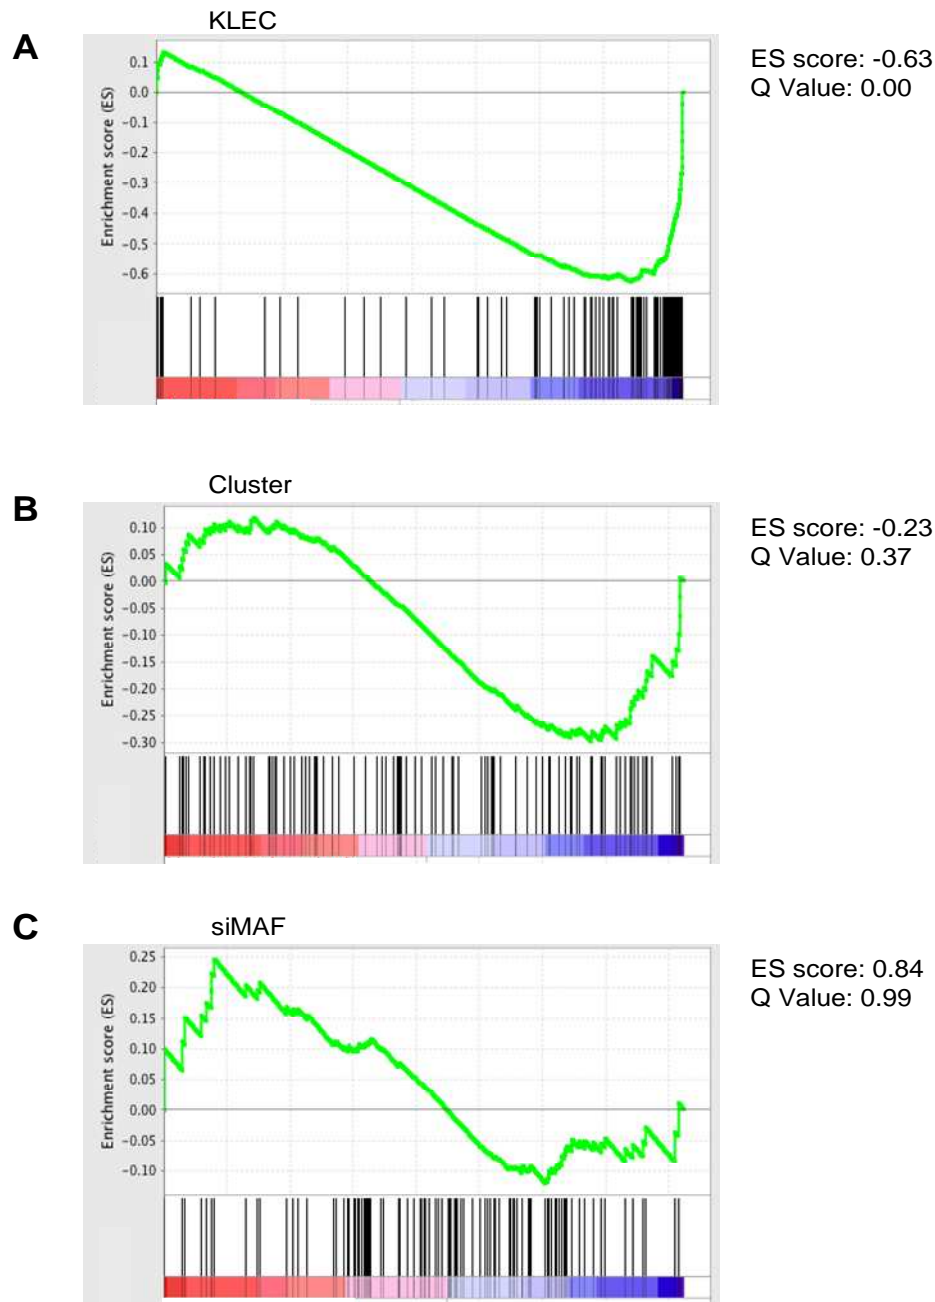 A
KLEC
Enrichment score (ES)
0.1
0.0
-0.1
-0.2
-0.3
-0.4
-0.5
-0.6
ES score: -0.63
Q Value: 0.00
B
Cluster
Enrichment score (ES)
0.10
0.05
0.00
-0.05
-0.10
-0.15
-0.20
-0.25
-0.30
ES score: -0.23
Q Value: 0.37
C
siMAF
Enrichment score (ES)
0.25
0.20
0.15
0.10
0.05
0.00
-0.05
-0.10
ES score: 0.84
Q Value: 0.99